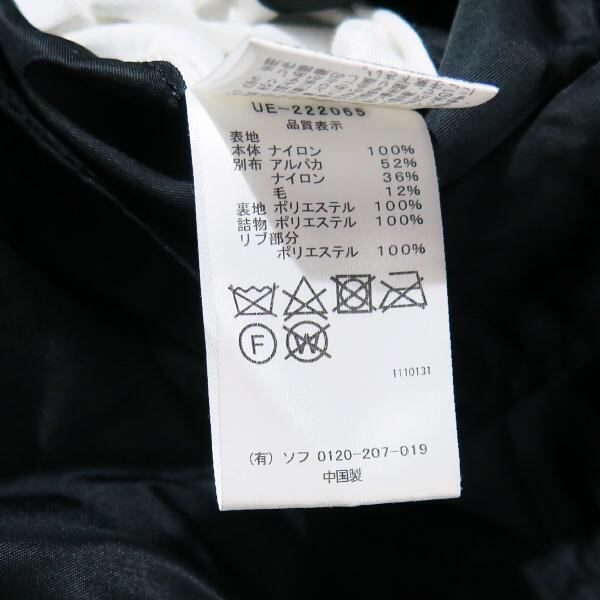 UE-222065
品質表示
表地
本体 ナイロン 100%
別布 アルパカ 52%
ナイロン 36%
毛 12%
裏地 ポリエステル 100%
詰物 ポリエステル 100%
リブ部分
ポリエステル 100%
F W
1110131
(有) ソフ 0120-207-019
中国製